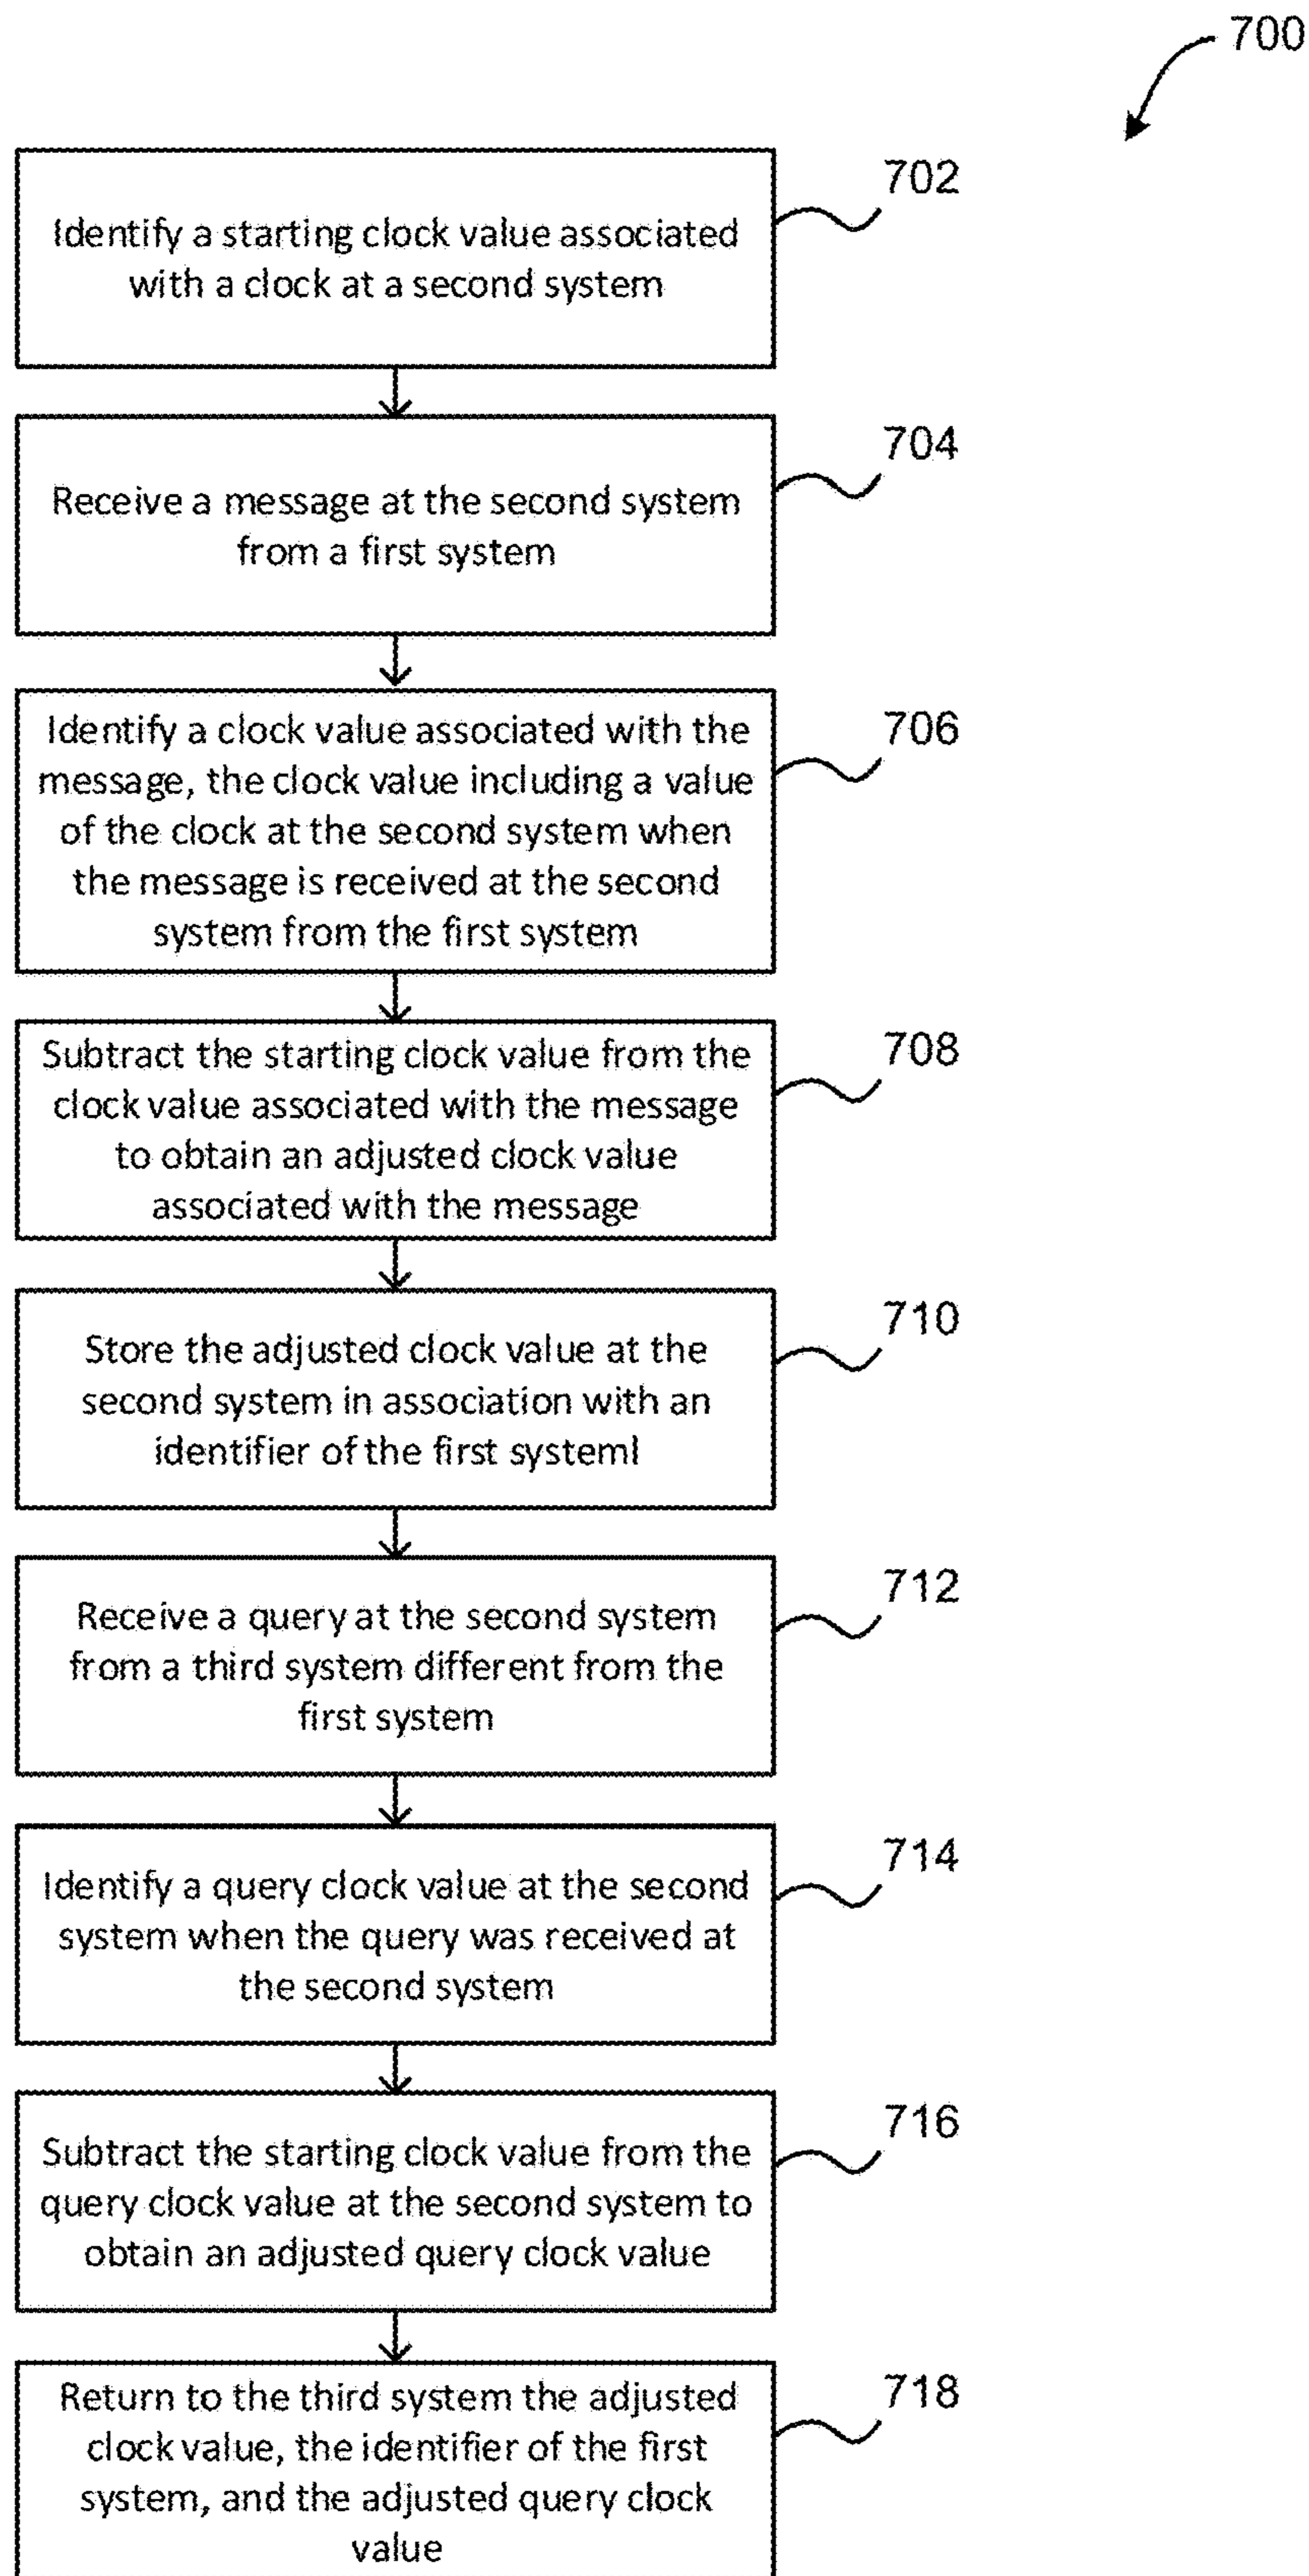 700
702
Identify a starting clock value associated
with a clock at a second system
704
Receive a message at the second system
from a first system
706
Identify a clock value associated with the
message, the clock value including a value
of the clock at the second system when
the message is received at the second
system from the first system
708
Subtract the starting clock value from the
clock value associated with the message
to obtain an adjusted clock value
associated with the message
710
Store the adjusted clock value at the
second system in association with an
identifier of the first systeml
712
Receive a query at the second system
from a third system different from the
first system
714
Identify a query clock value at the second
system when the query was received at
the second system
716
Subtract the starting clock value from the
query clock value at the second system to
obtain an adjusted query clock value
718
Return to the third system the adjusted
clock value, the identifier of the first
system, and the adjusted query clock
value